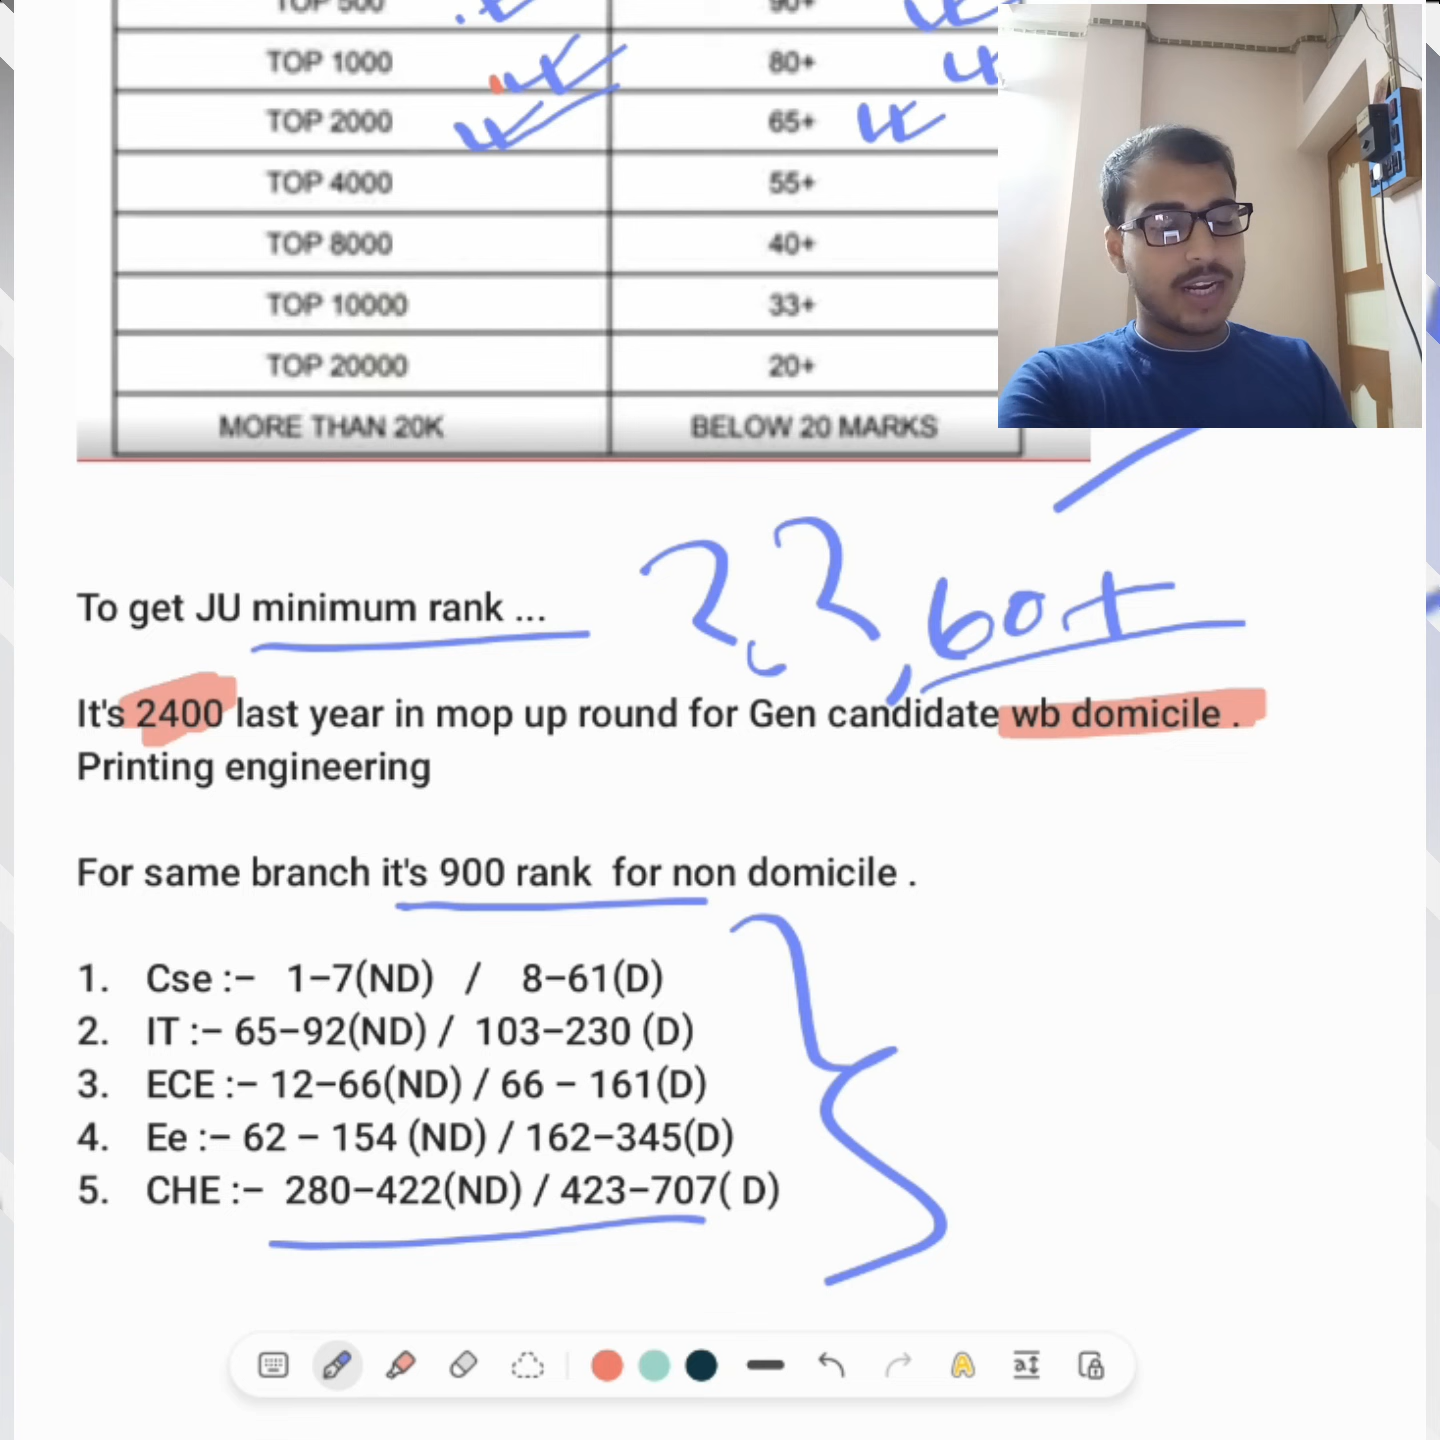 TOP 500 90+
TOP 1000 80+
TOP 2000 65+
TOP 4000 55+
TOP 8000 40+
TOP 10000 33+
TOP 20000 20+
MORE THAN 20K BELOW 20 MARKS
60+
To get JU minimum rank ...
It's 2400 last year in mop up round for Gen candidate wb domicile .
Printing engineering
For same branch it's 900 rank for non domicile .
1. Cse :– 1–7(ND) / 8–61(D)
2. IT :– 65–92(ND) / 103–230 (D)
3. ECE :– 12–66(ND) / 66 – 161(D)
4. Ee :– 62 – 154 (ND) / 162–345(D)
5. CHE :– 280–422(ND) / 423–707( D)